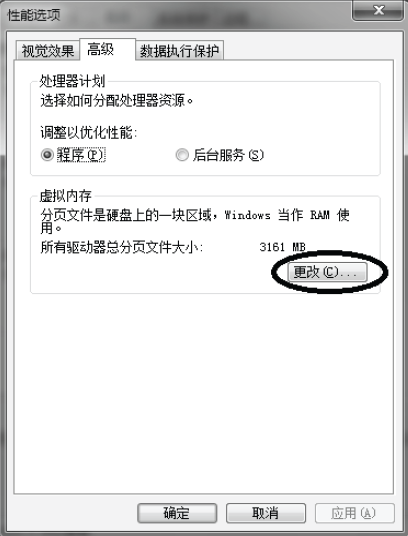 性能选项
视觉效果 高级 数据执行保护
处理器计划
选择如何分配处理器资源。
调整以优化性能:
程序(P) 后台服务(S)
虚拟内存
分页文件是硬盘上的一块区域，Windows 当作 RAM 使
用。
所有驱动器总分页文件大小: 3161 MB
更改(C)...
确定 取消 应用(A)